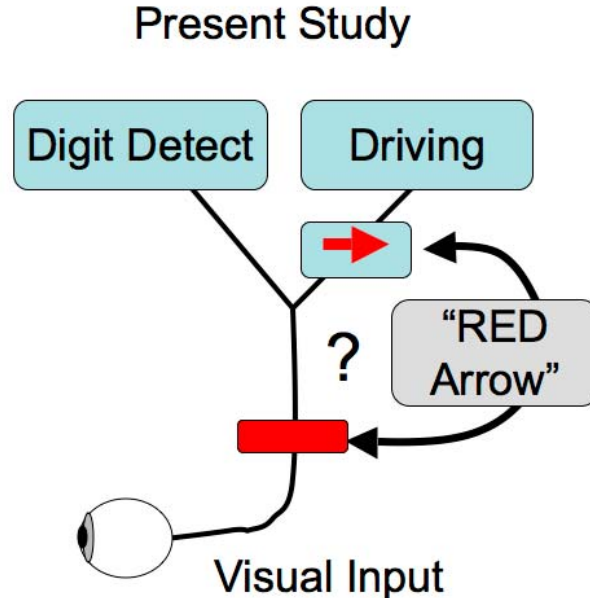 Present Study
Digit Detect
Driving
“RED
Arrow”
?
Visual Input